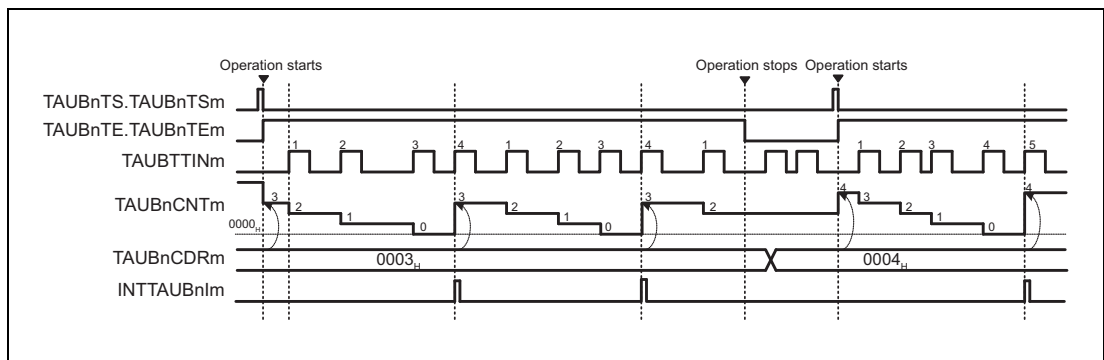 Operation starts
Operation stops
Operation starts
TAUBnTS.TAUBnTSm
TAUBnTE.TAUBnTEm
1 2 3 4 1 2 3 4 1 1 2 3 4 5
TAUBTTINm
3 2 1 0 3 2 1 0 3 2 4 3 2 1 0 4
TAUBnCNTm
0000H
TAUBnCDRm
0003H
0004H
INTTAUBnIm